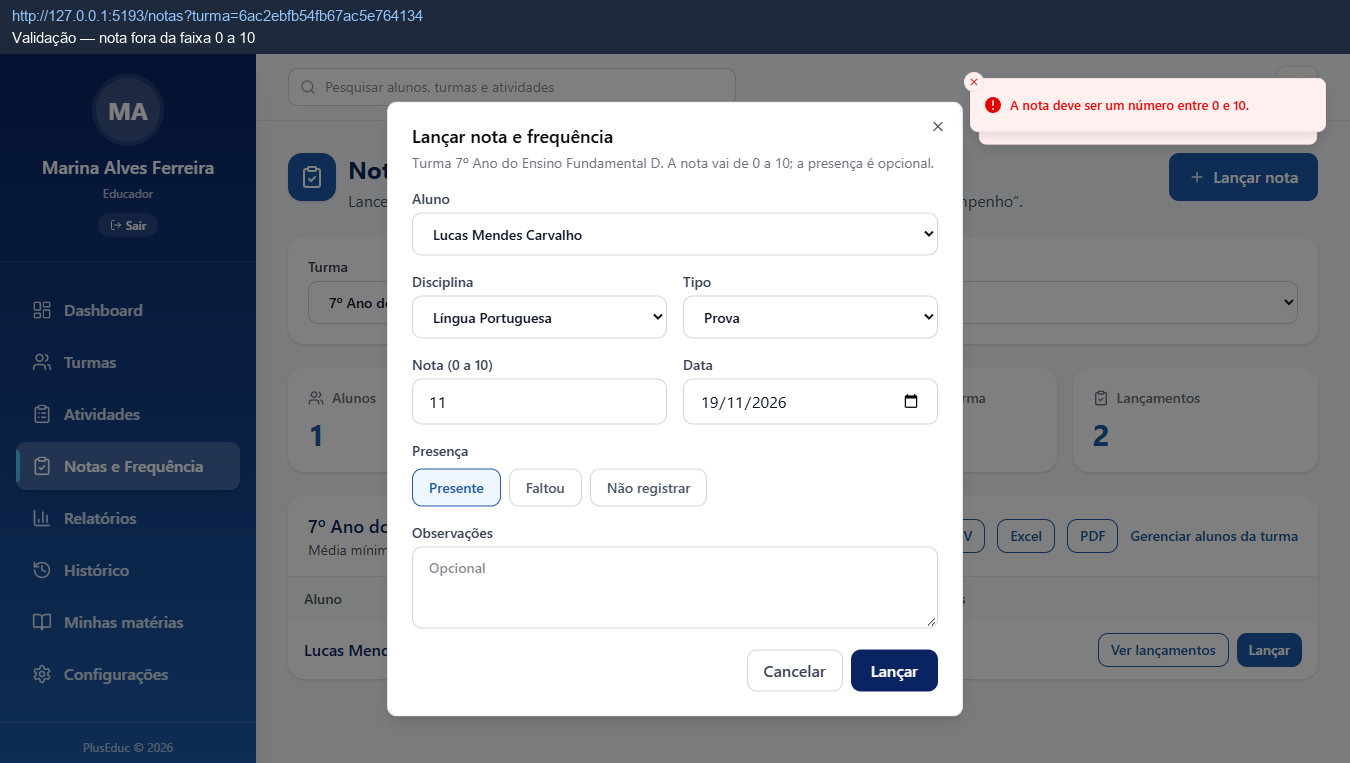 http://127.0.0.1:5193/notas?turma=6ac2ebfb54fb67ac5e764134
Validação — nota fora da faixa 0 a 10
MA
Marina Alves Ferreira
Educador
Sair
Dashboard
Turmas
Atividades
Notas e Frequência
Relatórios
Histórico
Minhas matérias
Configurações
PlusEduc © 2026
Pesquisar alunos, turmas e atividades
A nota deve ser um número entre 0 e 10.
Lançar nota
Turma
Alunos
1
Lançamentos
2
Excel
PDF
Gerenciar alunos da turma
Aluno
Ver lançamentos
Lançar
Lançar nota e frequência
Turma 7º Ano do Ensino Fundamental D. A nota vai de 0 a 10; a presença é opcional.
Aluno
Lucas Mendes Carvalho
Disciplina
Tipo
Língua Portuguesa
Prova
Nota (0 a 10)
Data
11
19/11/2026
Presença
Presente
Faltou
Não registrar
Observações
Opcional
Cancelar
Lançar